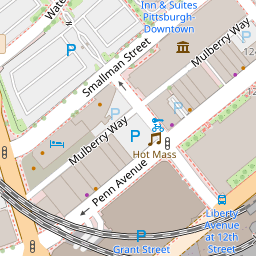 Inn & Suites
Pittsburgh-
Downtown
Smallman Street
Mulberry Way
Mulberry Way
P
P
Hot Mass
Penn Avenue
Liberty
Avenue
at 12th
Street
Grant Street
P